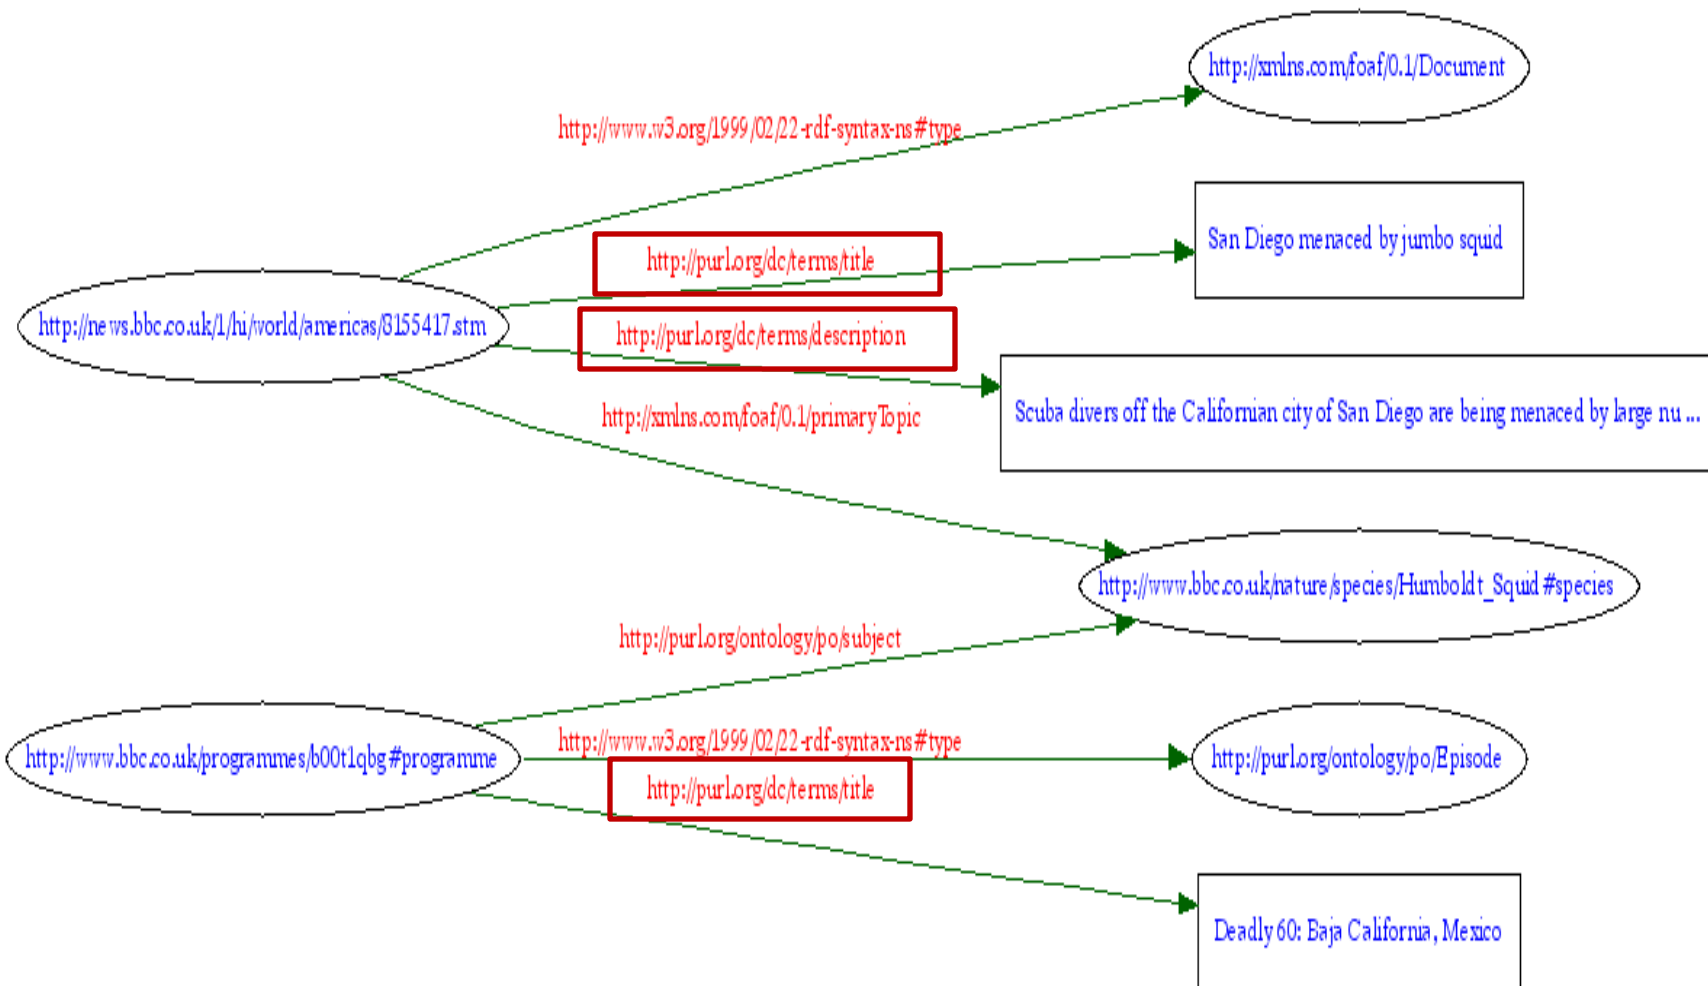 http://xmlns.com/foaf/0.1/Document
http://www.w3.org/1999/02/22-rdf-syntax-ns#type
San Diego menaced by jumbo squid
http://purl.org/dc/terms/title
http://news.bbc.co.uk/1/hi/world/americas/8155417.stm
http://purl.org/dc/terms/description
Scuba divers off the Californian city of San Diego are being menaced by large nu ...
http://xmlns.com/foaf/0.1/primaryTopic
http://www.bbc.co.uk/nature/species/Humboldt_Squid#species
http://purl.org/ontology/po/subject
http://www.w3.org/1999/02/22-rdf-syntax-ns#type
http://www.bbc.co.uk/programmes/b00t1qbg#programme
http://purl.org/ontology/po/Episode
http://purl.org/dc/terms/title
Deadly 60: Baja California, Mexico